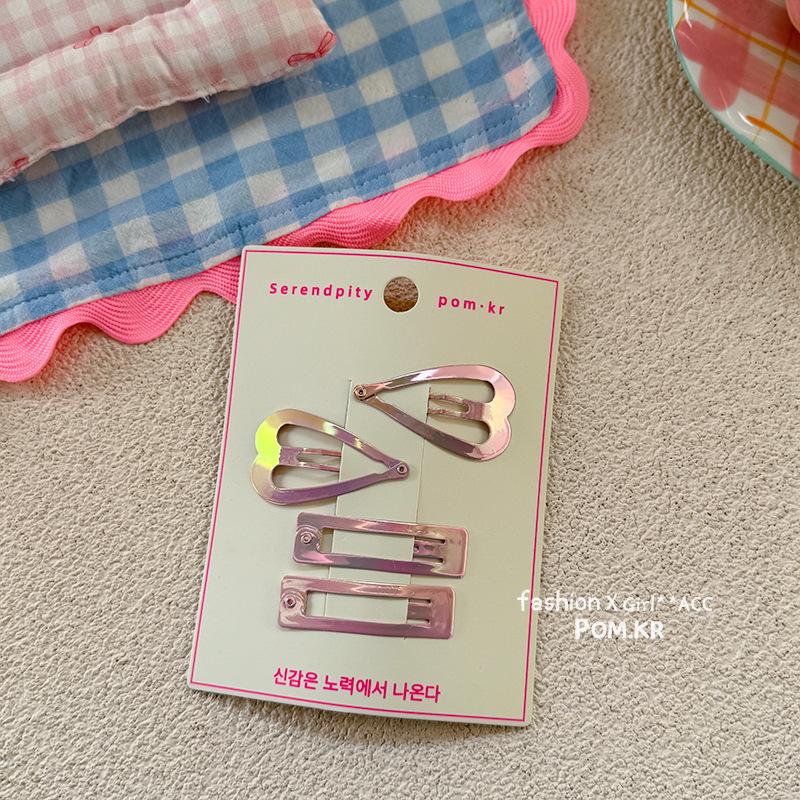 Serendpity pom·kr
신감은 노력에서 나온다
fashion X Girl**ACC
POM.KR